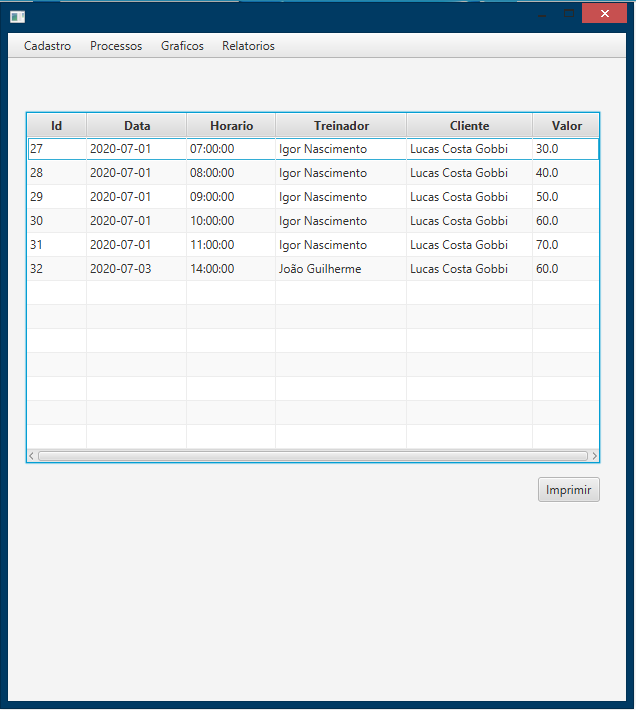 Cadastro Processos Graficos Relatorios
Id Data Horario Treinador Cliente Valor
27 2020-07-01 07:00:00 Igor Nascimento Lucas Costa Gobbi 30.0
28 2020-07-01 08:00:00 Igor Nascimento Lucas Costa Gobbi 40.0
29 2020-07-01 09:00:00 Igor Nascimento Lucas Costa Gobbi 50.0
30 2020-07-01 10:00:00 Igor Nascimento Lucas Costa Gobbi 60.0
31 2020-07-01 11:00:00 Igor Nascimento Lucas Costa Gobbi 70.0
32 2020-07-03 14:00:00 João Guilherme Lucas Costa Gobbi 60.0
Imprimir